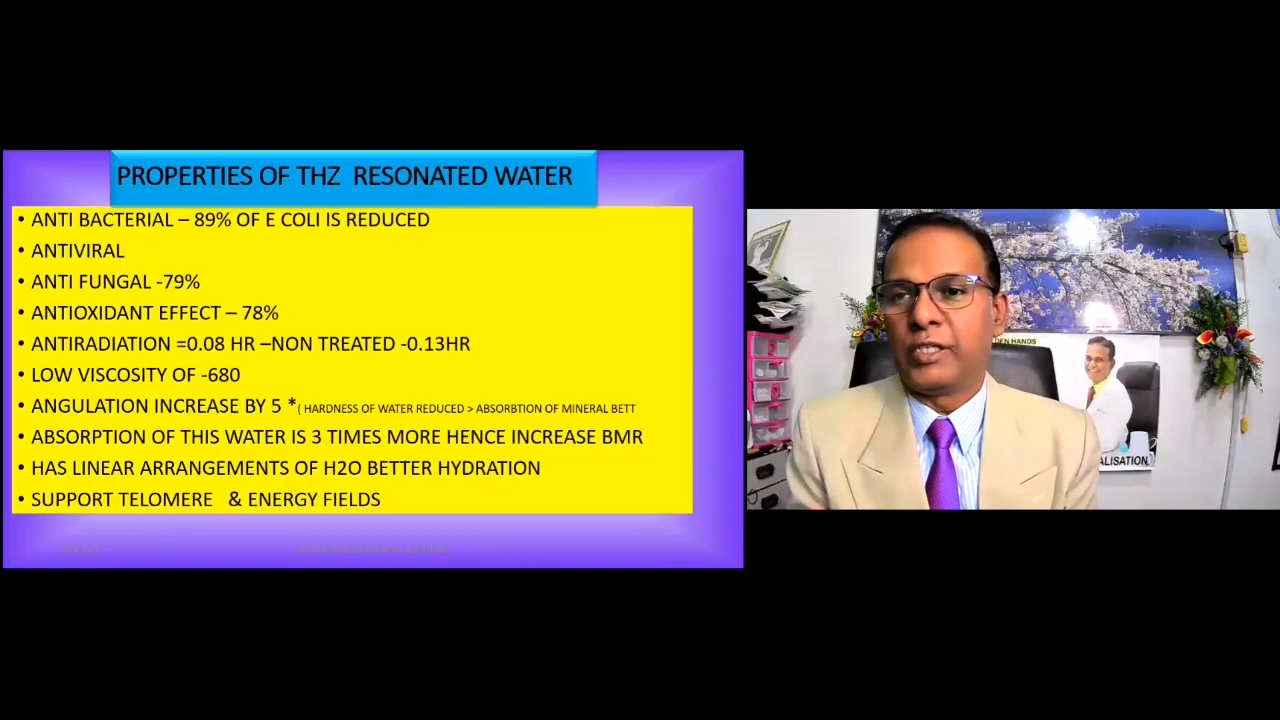 PROPERTIES OF THZ RESONATED WATER
• ANTI BACTERIAL – 89% OF E COLI IS REDUCED
• ANTIVIRAL
• ANTI FUNGAL -79%
• ANTIOXIDANT EFFECT – 78%
• ANTIRADIATION =0.08 HR –NON TREATED -0.13HR
• LOW VISCOSITY OF -680
• ANGULATION INCREASE BY 5 *( HARDNESS OF WATER REDUCED > ABSORBTION OF MINERAL BETT
• ABSORPTION OF THIS WATER IS 3 TIMES MORE HENCE INCREASE BMR
• HAS LINEAR ARRANGEMENTS OF H2O BETTER HYDRATION
• SUPPORT TELOMERE & ENERGY FIELDS
DEN HANDS
ALISATION